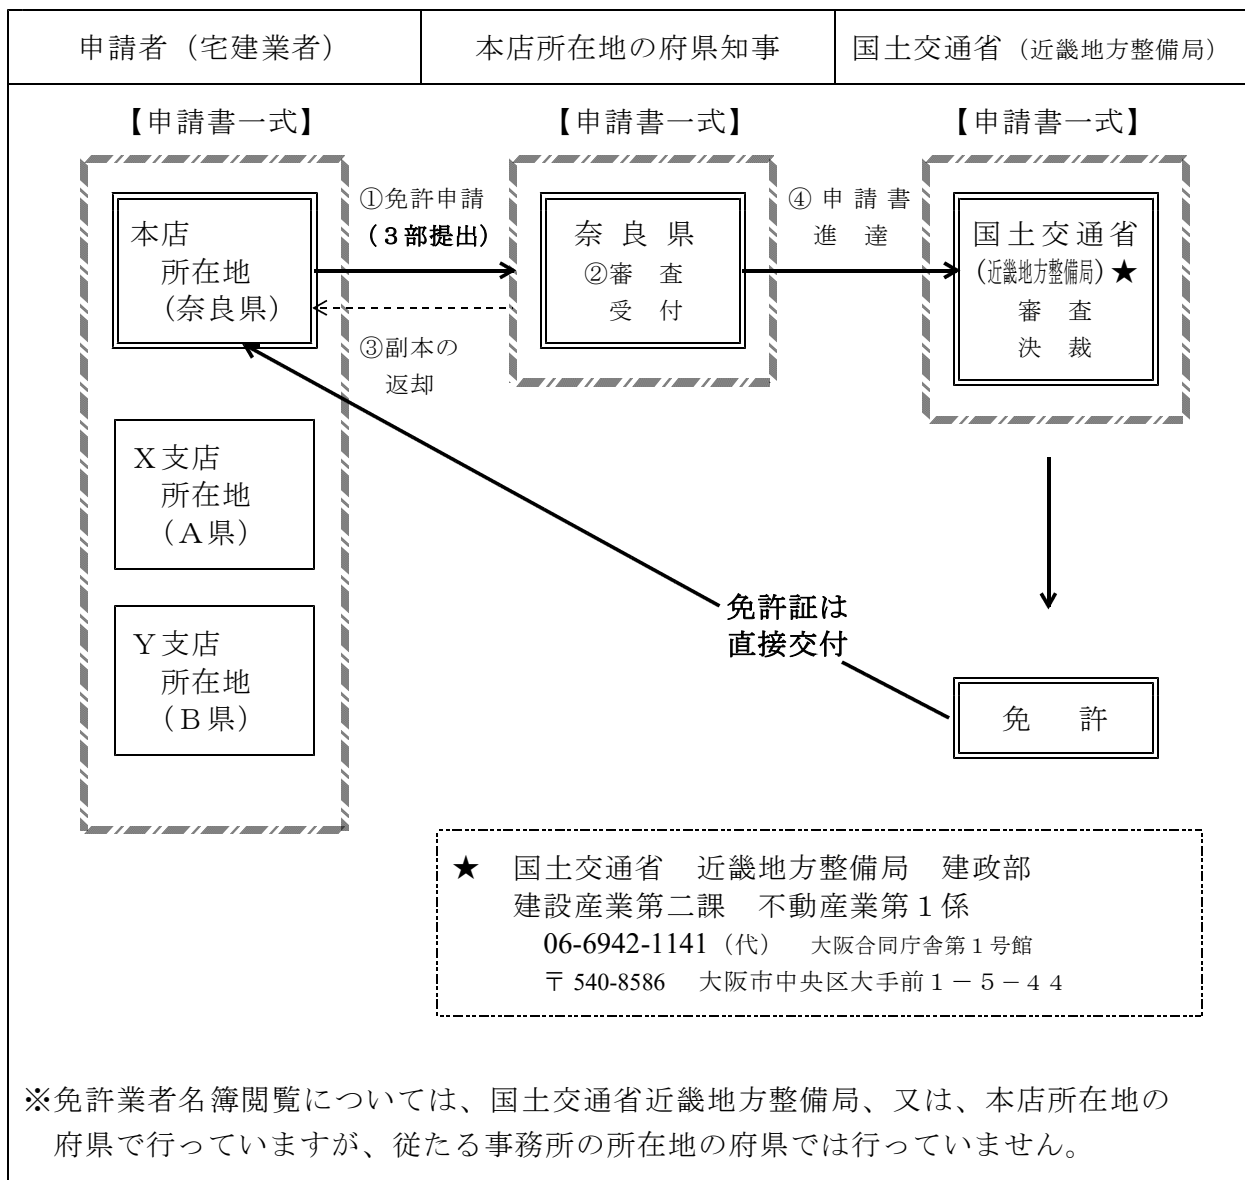 申請者（宅建業者）
本店所在地の府県知事
国土交通省（近畿地方整備局）
【申請書一式】
【申請書一式】
【申請書一式】
本店
所在地
（奈良県）
①免許申請
（３部提出）
奈良県
②審査
受付
④申請書
進達
国土交通省
（近畿地方整備局）★
審査
決裁
③副本の
返却
Ｘ支店
所在地
（Ａ県）
Ｙ支店
所在地
（Ｂ県）
免許証は
直接交付
免許
★　国土交通省　近畿地方整備局　建政部
建設産業第二課　不動産業第１係
06-6942-1141（代）　大阪合同庁舎第１号館
〒 540-8586　大阪市中央区大手前１－５－４４
※免許業者名簿閲覧については、国土交通省近畿地方整備局、又は、本店所在地の
府県で行っていますが、従たる事務所の所在地の府県では行っていません。